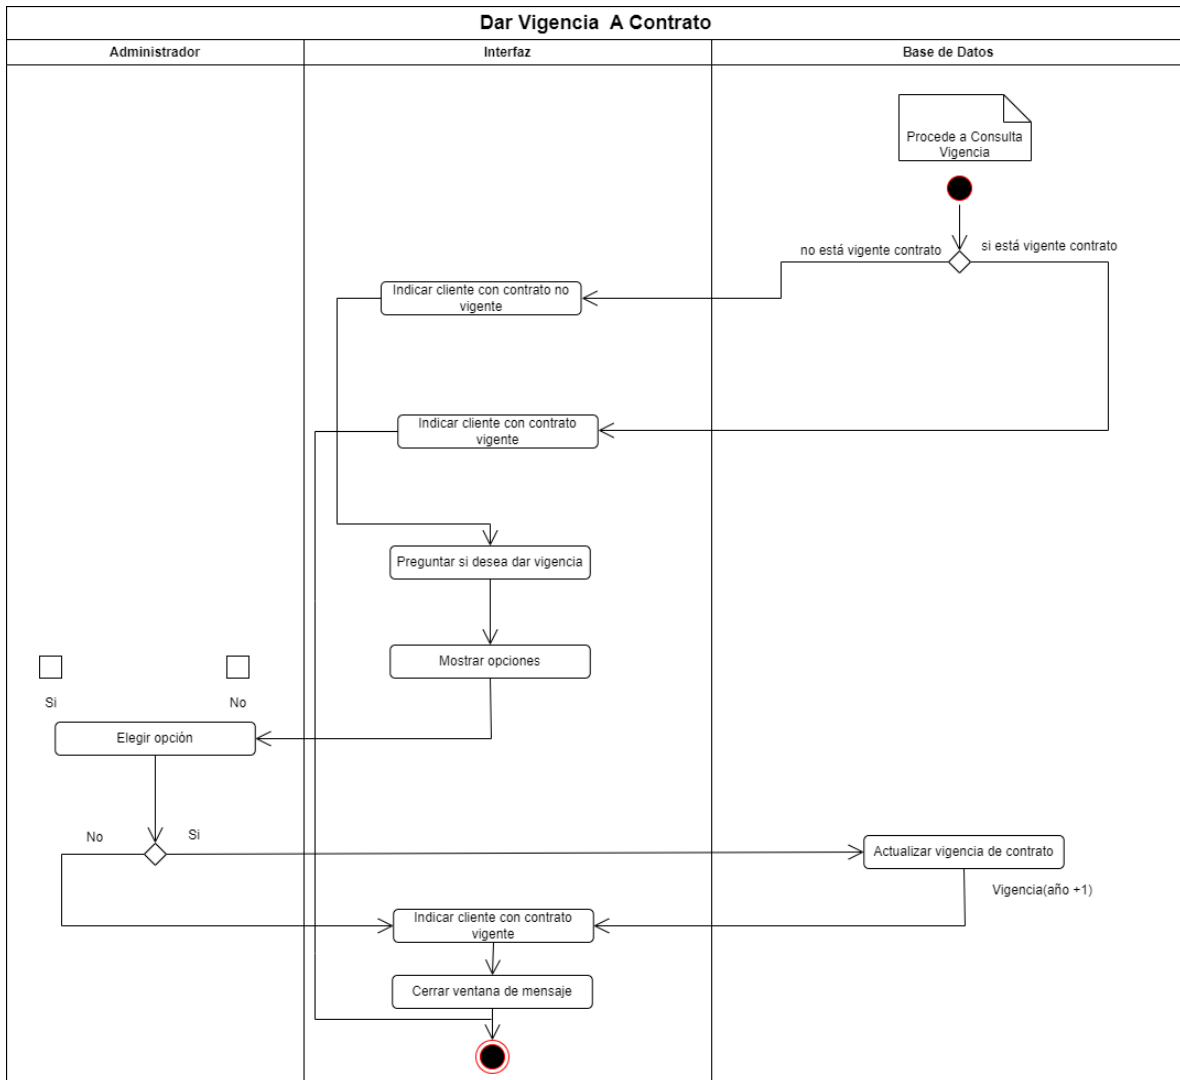 Dar Vigencia A Contrato
Administrador
Interfaz
Base de Datos
Procede a Consulta
Vigencia
no está vigente contrato
si está vigente contrato
Indicar cliente con contrato no
vigente
Indicar cliente con contrato
vigente
Preguntar si desea dar vigencia
Mostrar opciones
Si
No
Elegir opción
No
Si
Actualizar vigencia de contrato
Vigencia(año +1)
Indicar cliente con contrato
vigente
Cerrar ventana de mensaje